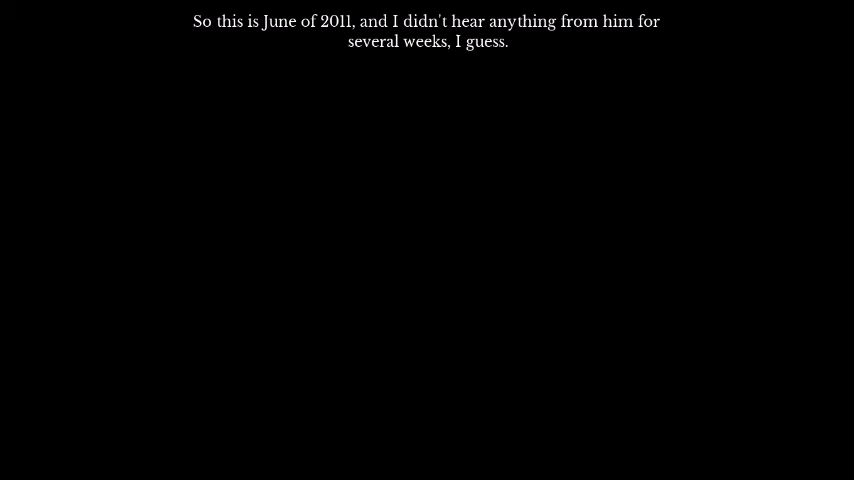 So this is June of 2011, and I didn't hear anything from him for
several weeks, I guess.